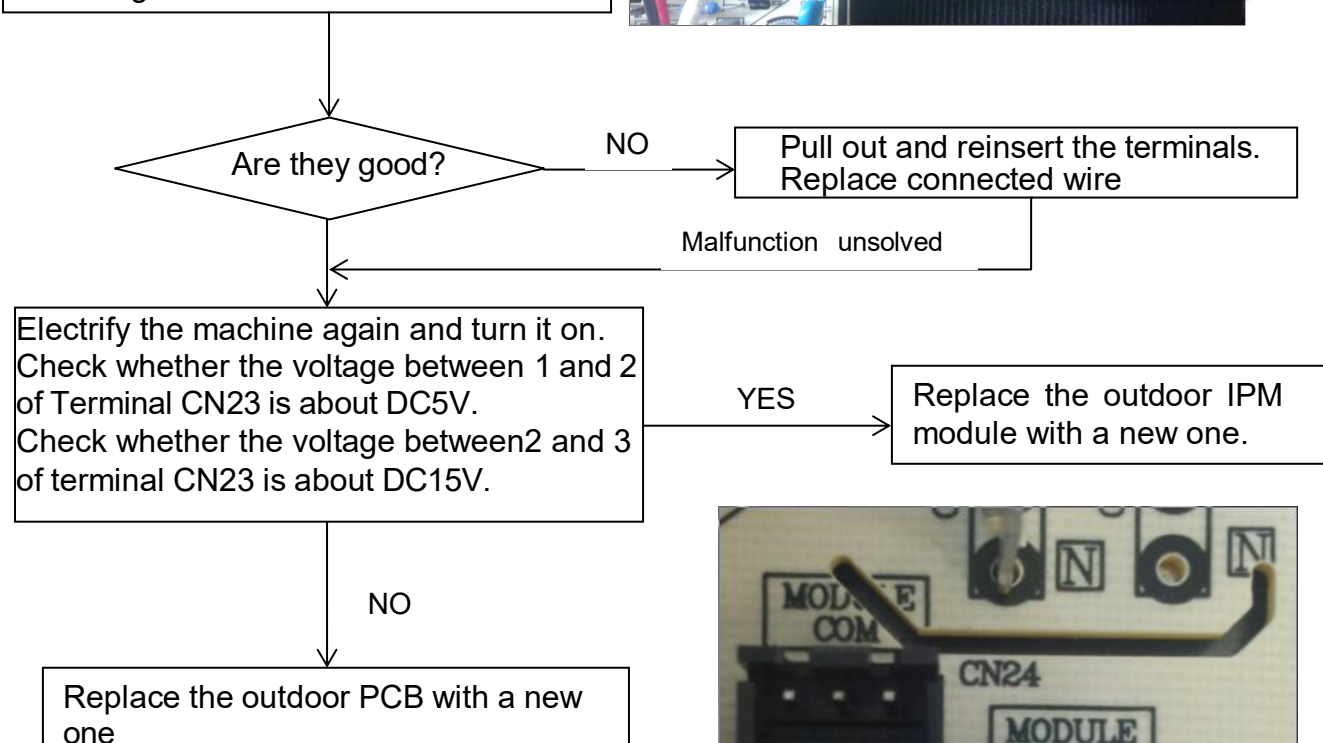 Are they good?
NO
Pull out and reinsert the terminals.
Replace connected wire
Malfunction unsolved
Electrify the machine again and turn it on.
Check whether the voltage between 1 and 2
of Terminal CN23 is about DC5V.
Check whether the voltage between2 and 3
of terminal CN23 is about DC15V.
YES
Replace the outdoor IPM
module with a new one.
NO
Replace the outdoor PCB with a new
one
N
N
MODULE
COM
CN24
MODULE